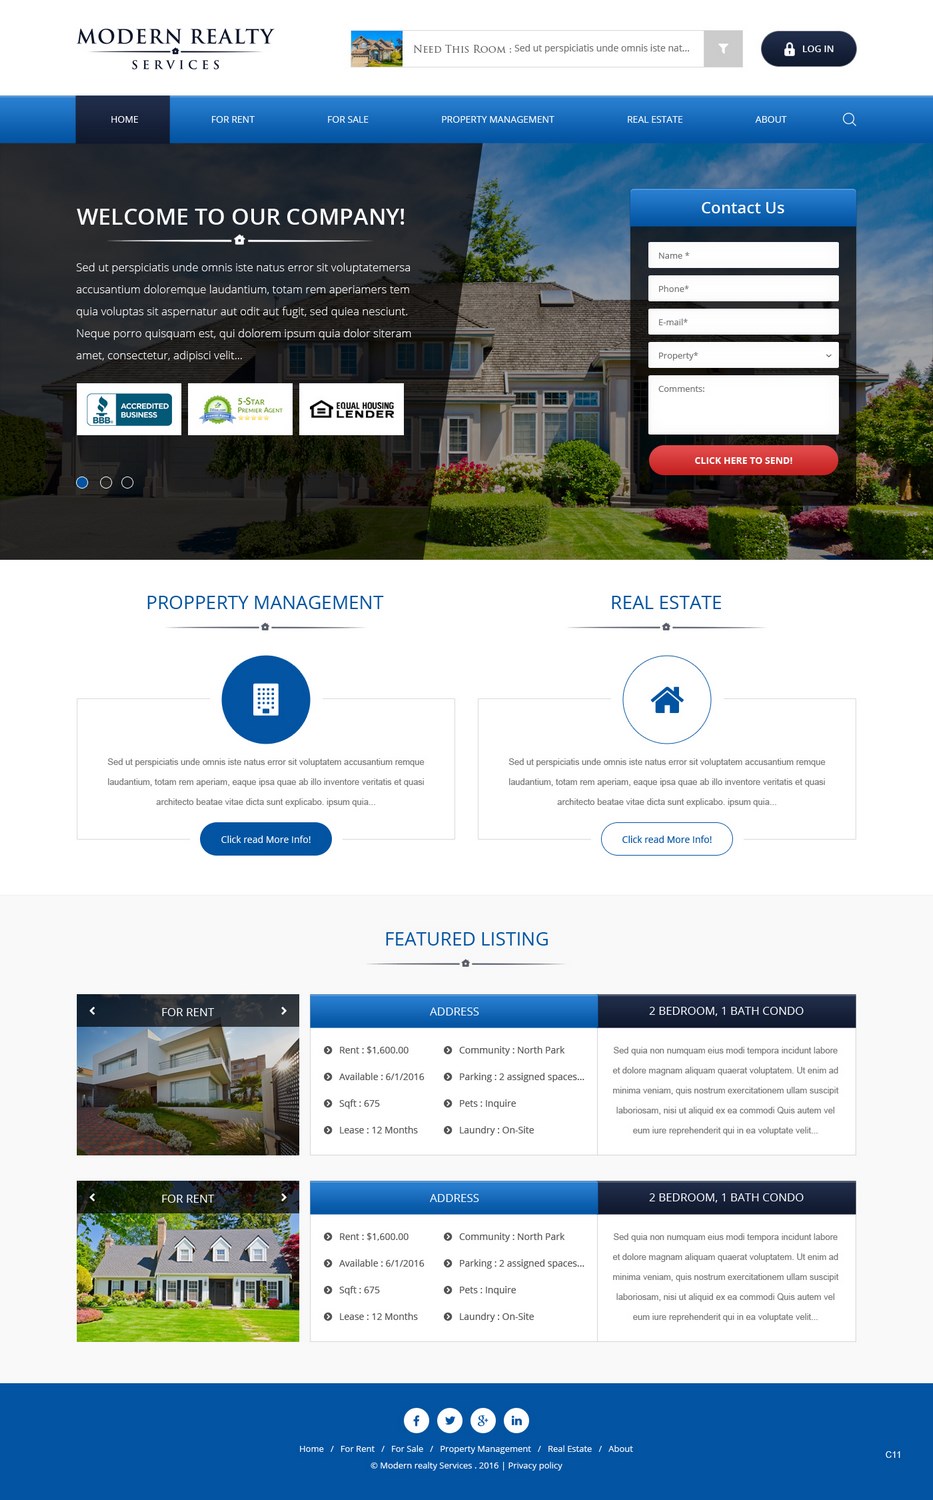 MODERN REALTY
SERVICES
NEED THIS ROOM : Sed ut perspiciatis unde omnis iste nat...
LOG IN
HOME
FOR RENT
FOR SALE
PROPERTY MANAGEMENT
REAL ESTATE
ABOUT
WELCOME TO OUR COMPANY!
Sed ut perspiciatis unde omnis iste natus error sit voluptatemersa
accusantium doloremque laudantium, totam rem aperiamers tem
quia voluptas sit aspernatur aut odit aut fugit, sed quiea nesciunt.
Neque porro quisquam est, qui dolorem ipsum quia dolor siteram
amet, consectetur, adipisci velit...
BBB
ACCREDITED
BUSINESS
5-STAR
PREMIER AGENT
EQUAL HOUSING
LENDER
Contact Us
Name *
Phone*
E-mail*
Property*
Comments:
CLICK HERE TO SEND!
PROPPERTY MANAGEMENT
Sed ut perspiciatis unde omnis iste natus error sit voluptatem accusantium remque
laudantium, totam rem aperiam, eaque ipsa quae ab illo inventore veritatis et quasi
architecto beatae vitae dicta sunt explicabo. ipsum quia...
Click read More Info!
REAL ESTATE
Sed ut perspiciatis unde omnis iste natus error sit voluptatem accusantium remque
laudantium, totam rem aperiam, eaque ipsa quae ab illo inventore veritatis et quasi
architecto beatae vitae dicta sunt explicabo. ipsum quia...
Click read More Info!
FEATURED LISTING
FOR RENT
ADDRESS
Rent : $1,600.00
Available : 6/1/2016
Sqft : 675
Lease : 12 Months
Community : North Park
Parking : 2 assigned spaces...
Pets : Inquire
Laundry : On-Site
2 BEDROOM, 1 BATH CONDO
Sed quia non numquam eius modi tempora incidunt labore
et dolore magnam aliquam quaerat voluptatem. Ut enim ad
minima veniam, quis nostrum exercitationem ullam suscipit
laboriosam, nisi ut aliquid ex ea commodi Quis autem vel
eum iure reprehenderit qui in ea voluptate velit...
FOR RENT
ADDRESS
Rent : $1,600.00
Available : 6/1/2016
Sqft : 675
Lease : 12 Months
Community : North Park
Parking : 2 assigned spaces...
Pets : Inquire
Laundry : On-Site
2 BEDROOM, 1 BATH CONDO
Sed quia non numquam eius modi tempora incidunt labore
et dolore magnam aliquam quaerat voluptatem. Ut enim ad
minima veniam, quis nostrum exercitationem ullam suscipit
laboriosam, nisi ut aliquid ex ea commodi Quis autem vel
eum iure reprehenderit qui in ea voluptate velit...
Home / For Rent / For Sale / Property Management / Real Estate / About
© Modern realty Services . 2016 | Privacy policy
C11